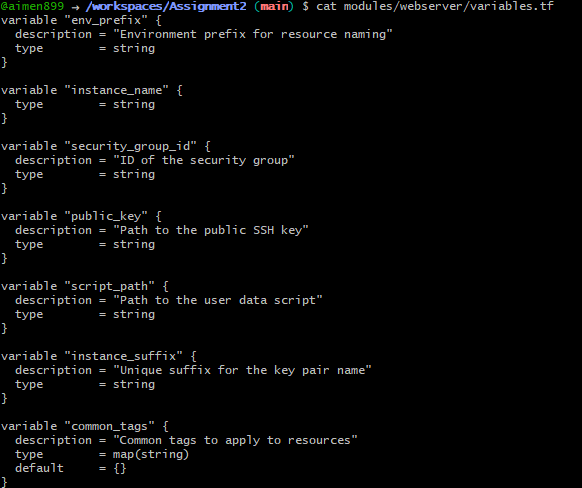 @aimen899 → /workspaces/Assignment2 (main) $ cat modules/webserver/variables.tf
variable "env_prefix" {
  description = "Environment prefix for resource naming"
  type        = string
}

variable "instance_name" {
  type        = string
}

variable "security_group_id" {
  description = "ID of the security group"
  type        = string
}

variable "public_key" {
  description = "Path to the public SSH key"
  type        = string
}

variable "script_path" {
  description = "Path to the user data script"
  type        = string
}

variable "instance_suffix" {
  description = "Unique suffix for the key pair name"
  type        = string
}

variable "common_tags" {
  description = "Common tags to apply to resources"
  type        = map(string)
  default     = {}
}